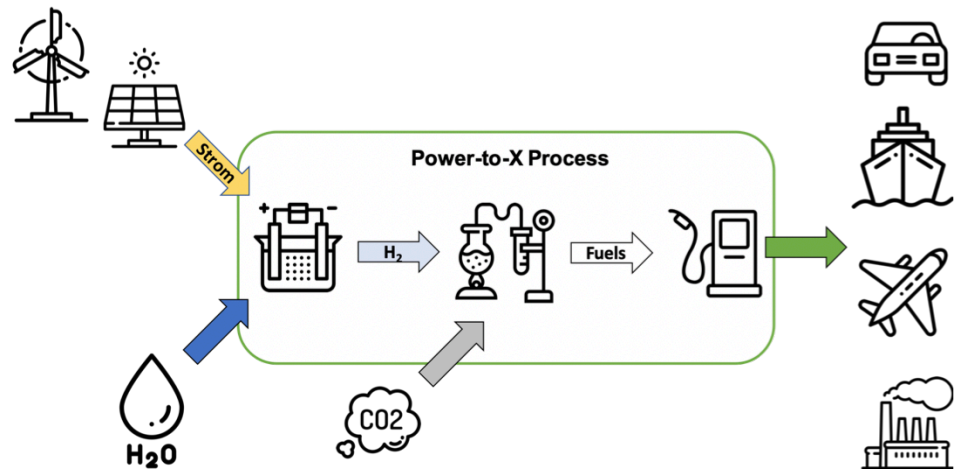 Strom
Power-to-X Process
+ −
H₂
Fuels
H₂O
CO2